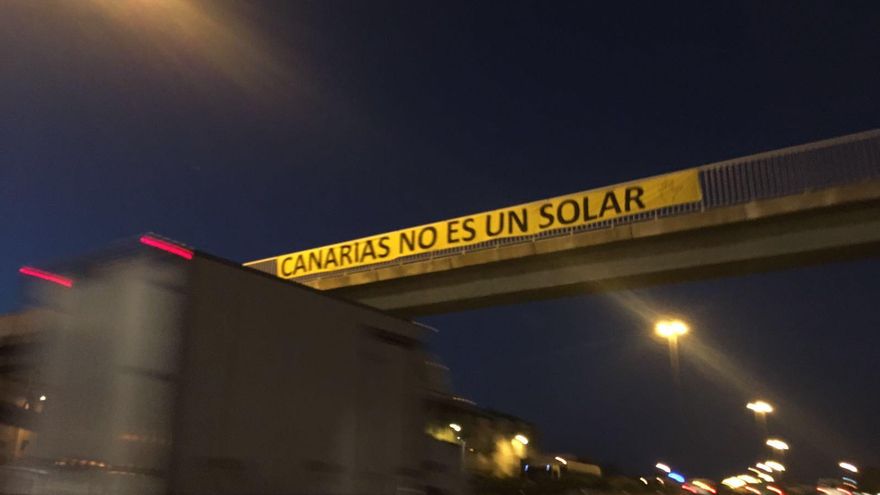 CANARIAS NO ES UN SOLAR